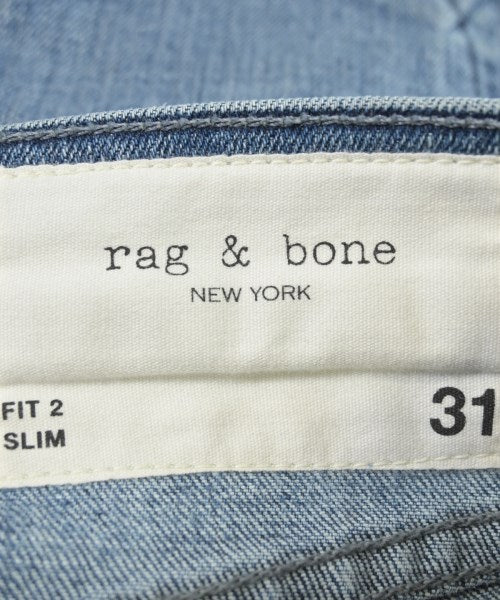 rag & bone
NEW YORK
FIT 2
SLIM
31